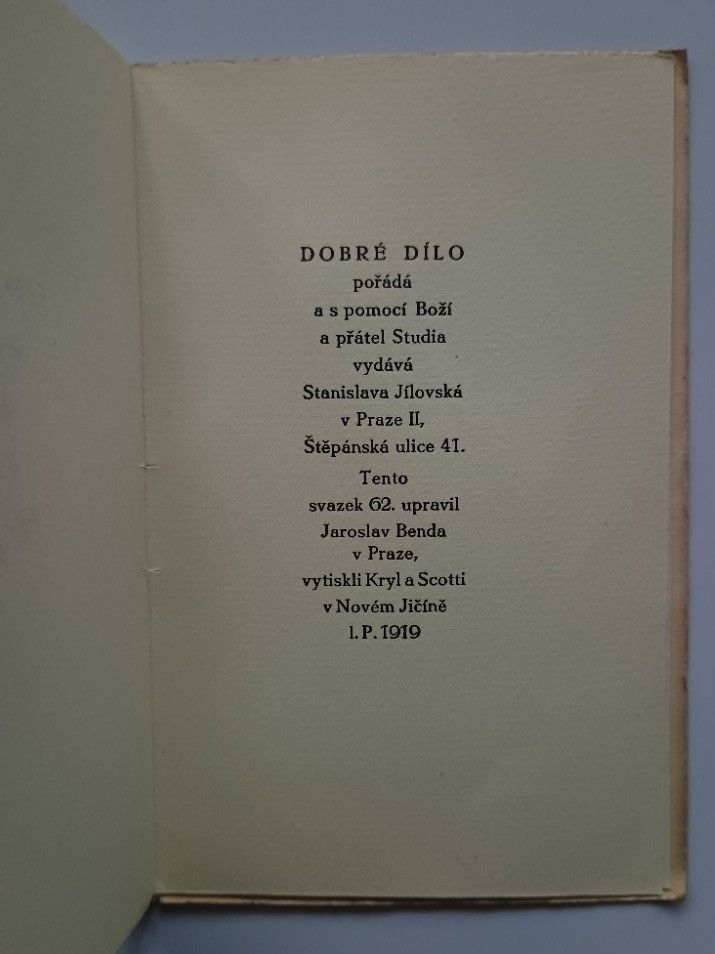 DOBRÉ DÍLO
pořádá
a s pomocí Boží
a přátel Studia
vydává
Stanislava Jílovská
v Praze II,
Štěpánská ulice 41.
Tento
svazek 62. upravil
Jaroslav Benda
v Praze,
vytiskli Kryl a Scotti
v Novém Jičíně
l. P. 1919